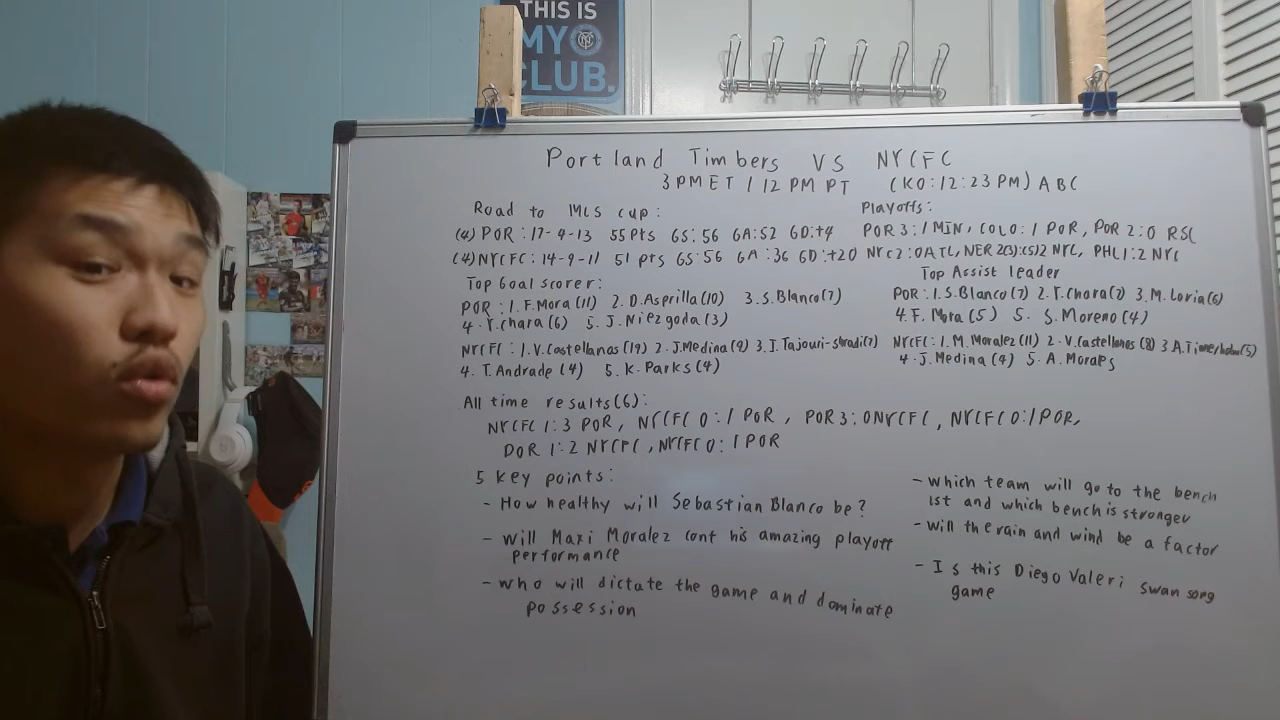 THIS IS
MY
CLUB.
Portland Timbers VS NYCFC
3 PM ET / 12 PM PT (KO:12:23 PM) ABC
Road to MLS cup:
Playoffs:
(4) POR : 17-4-13 55 Pts GS:56 GA:52 GD:+4
POR 3:1 MIN, COLO:1 POR, POR 2:0 RSL
(4) NYCFC : 14-9-11 51 pts GS:56 GA:36 GD:+20
NYC 2:0 ATL, NER 2(3):(5)2 NYC, PHL 1:2 NYC
Top Goal scorer:
Top Assist leader
POR: 1. F. Mora (11) 2. D. Asprilla (10) 3. S. Blanco (7)
4. Y. Chara (6) 5. J. Niezgoda (3)
POR: 1. S. Blanco (7) 2. Y. Chara (7) 3. M. Loria (6)
4. F. Mora (5) 5. S. Moreno (4)
NYCFC : 1. V. Castellanos (19) 2. J. Medina (9) 3. I. Tajouri-shradi (7)
4. T. Andrade (4) 5. K. Parks (4)
NYCFC: 1. M. Moralez (11) 2. V. Castellanos (8) 3 A. (5)
4. J. Medina (4) 5. A. Morales
All time results (6):
NYCFC 1:3 POR, NYCFC 0:1 POR, POR 3:0 NYCFC, NYCFC 0:1 POR,
POR 1:2 NYCFC, NYCFC 0:1 POR
5 key points:
- How healthy will Sebastian Blanco be?
- will Maxi Moralez cont his amazing playoff
performance
- who will dictate the game and dominate
possession
- which team will go to the bench
1st and which bench is stronger
- will the rain and wind be a factor
- Is this Diego Valeri swan song
game